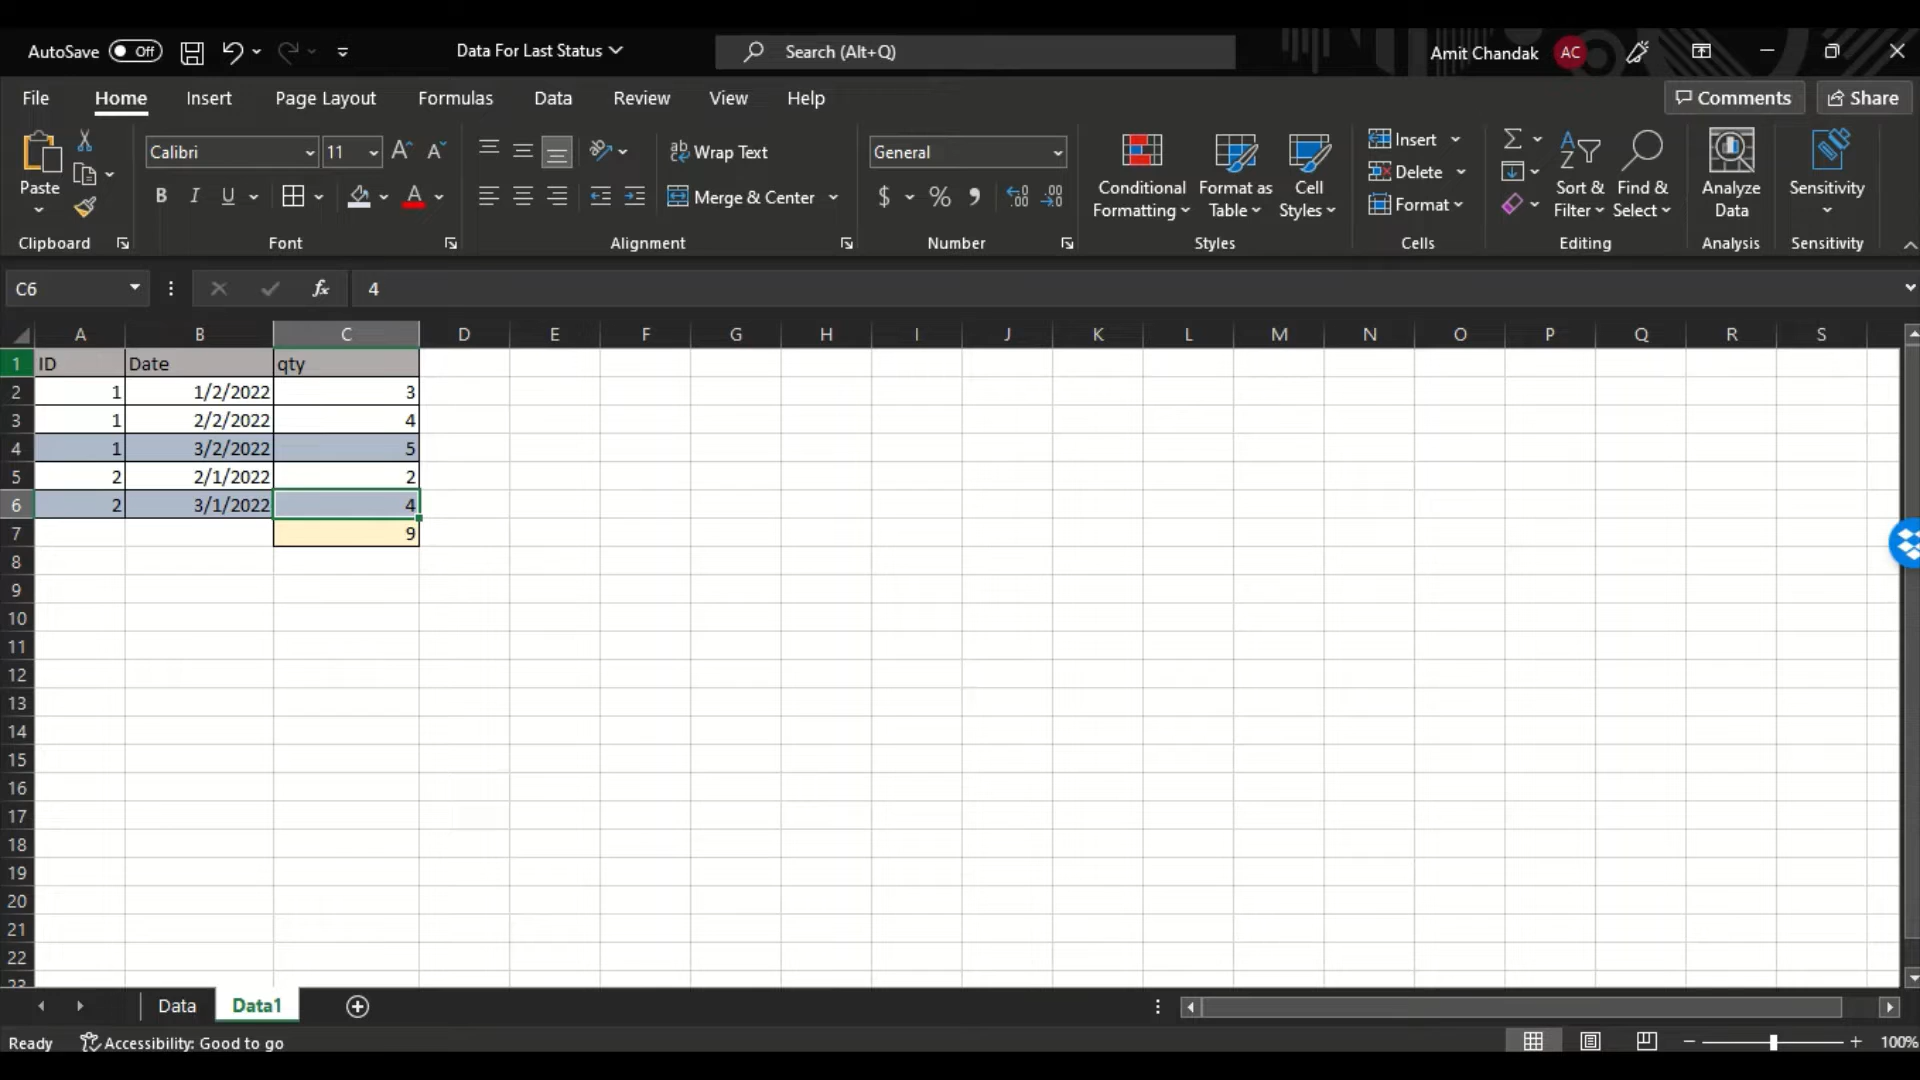 AutoSave Off Data For Last Status Search (Alt+Q) Amit Chandak AC
File Home Insert Page Layout Formulas Data Review View Help Comments Share
Calibri 11 Wrap Text General Insert
Paste B I U Merge & Center $ % Conditional Formatting Format as Table Cell Styles Delete Format Sort & Filter Find & Select Analyze Data Sensitivity
Clipboard Font Alignment Number Styles Cells Editing Analysis Sensitivity
C6 fx 4
A B C D E F G H I J K L M N O P Q R S
1 ID Date qty
2 1 1/2/2022 3
3 1 2/2/2022 4
4 1 3/2/2022 5
5 2 2/1/2022 2
6 2 3/1/2022 4
7 9
8
9
10
11
12
13
14
15
16
17
18
19
20
21
22
23
Data Data1
Ready Accessibility: Good to go 100%